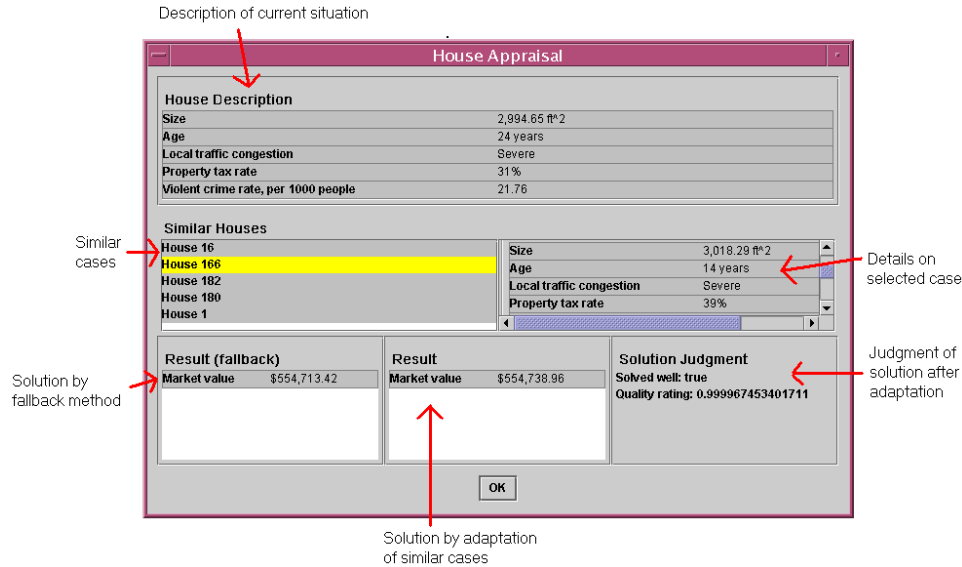 Description of current situation
House Appraisal
House Description
Size 2,994.65 ft^2
Age 24 years
Local traffic congestion Severe
Property tax rate 31%
Violent crime rate, per 1000 people 21.76
Similar Houses
Similar
cases
House 16
House 166
House 182
House 180
House 1
Size 3,018.29 ft^2
Age 14 years
Local traffic congestion Severe
Property tax rate 39%
Details on
selected case
Result (fallback)
Market value $554,713.42
Result
Market value $554,738.96
Solution Judgment
Solved well: true
Quality rating: 0.999967453401711
Judgment of
solution after
adaptation
Solution by
fallback method
OK
Solution by adaptation
of similar cases